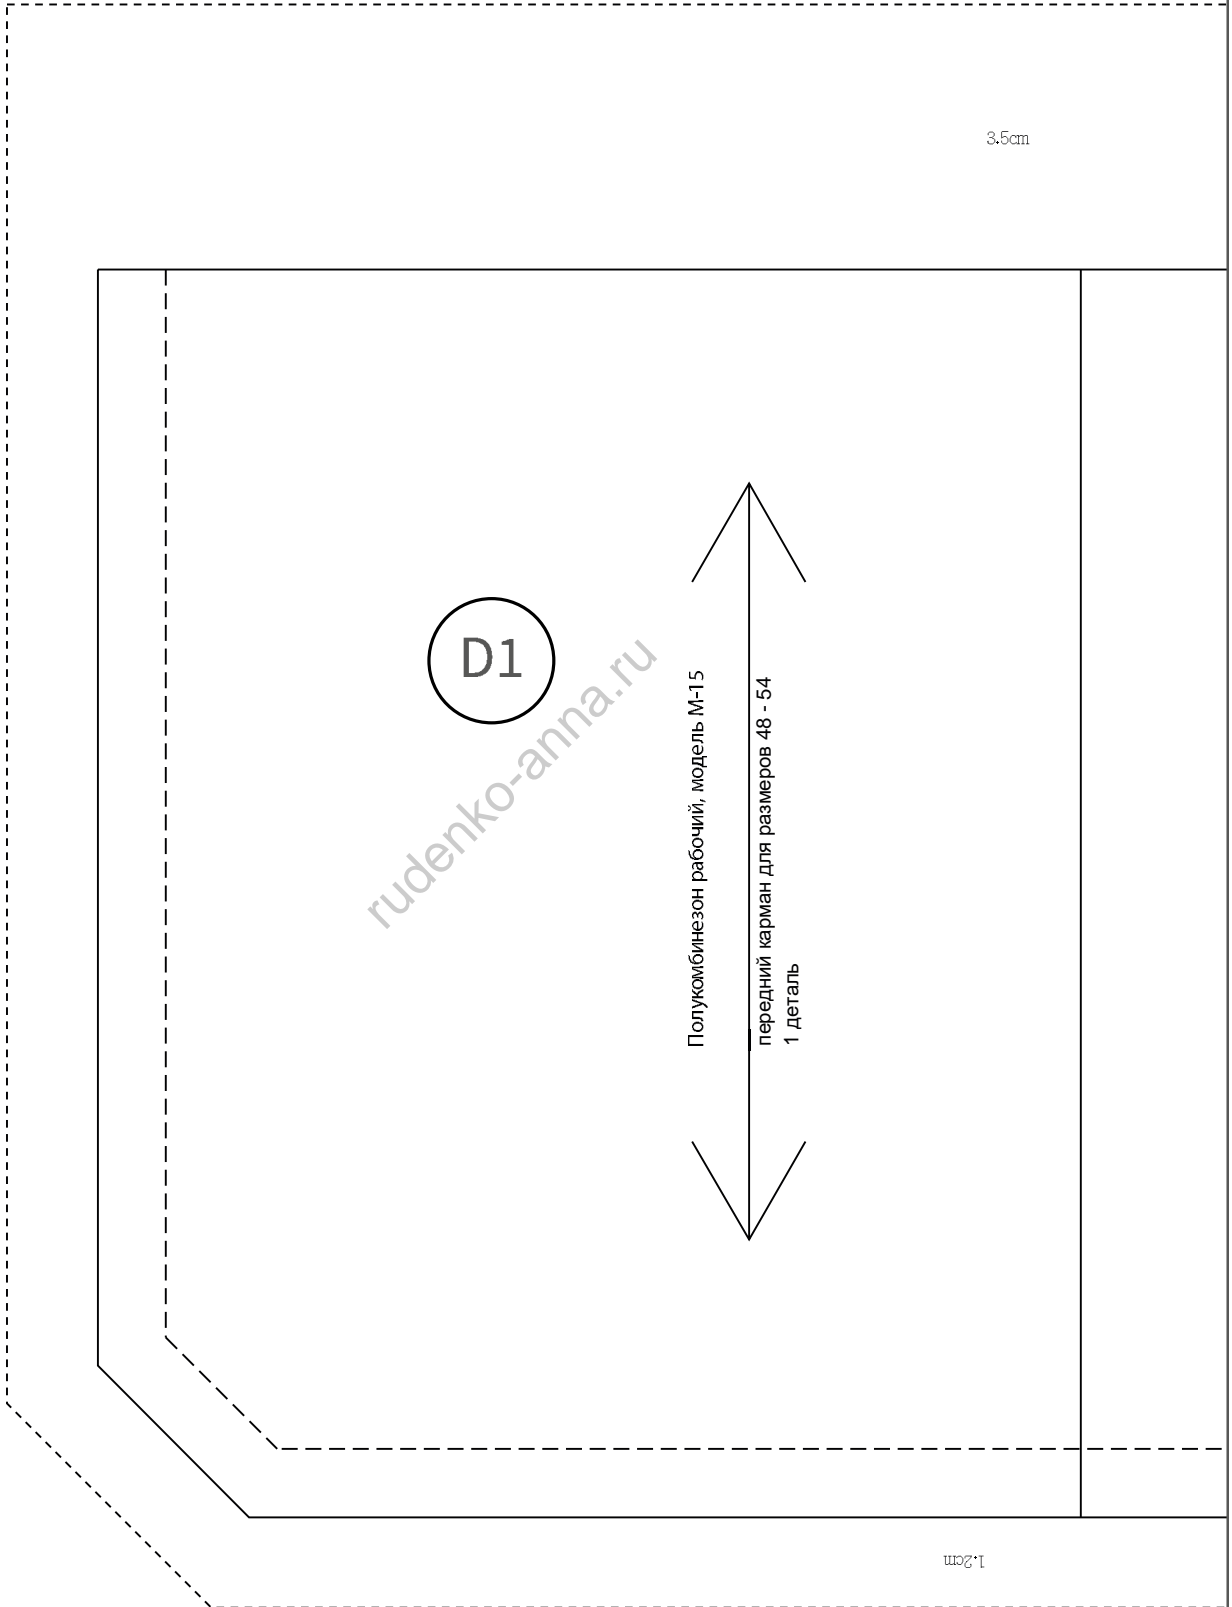 3.5cm
D1
rudenko-anna.ru
Полукомбинезон рабочий, модель М-15
передний карман для размеров 48 - 54
1 деталь
1.2cm